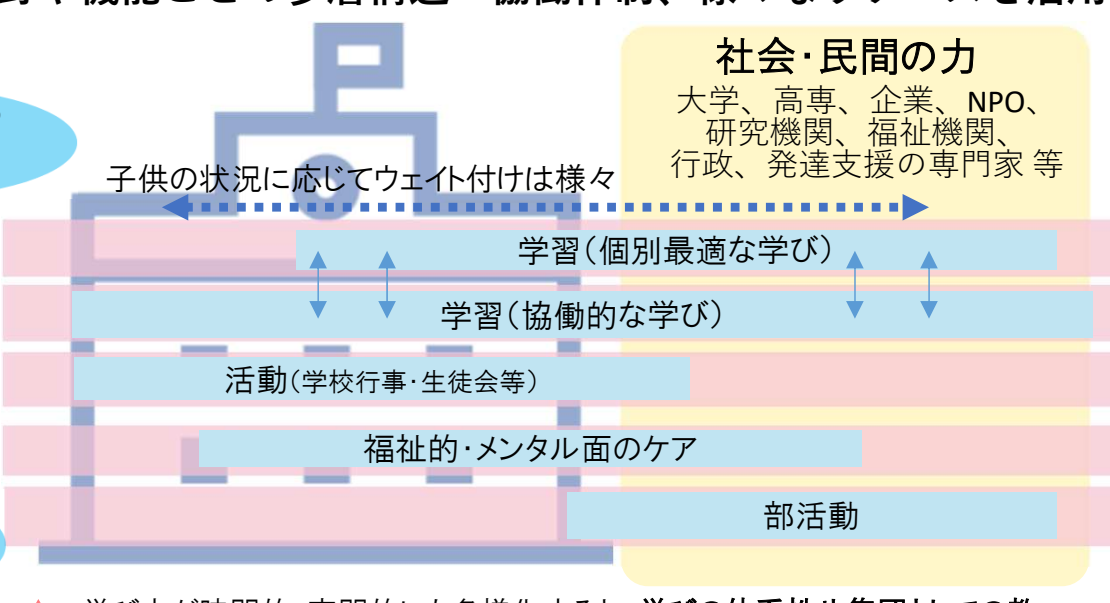 社会・民間の力
大学、高専、企業、NPO、
研究機関、福祉機関、
行政、発達支援の専門家 等
子供の状況に応じてウェイト付けは様々
学習(個別最適な学び)
学習(協働的な学び)
活動(学校行事・生徒会等)
福祉的・メンタル面のケア
部活動